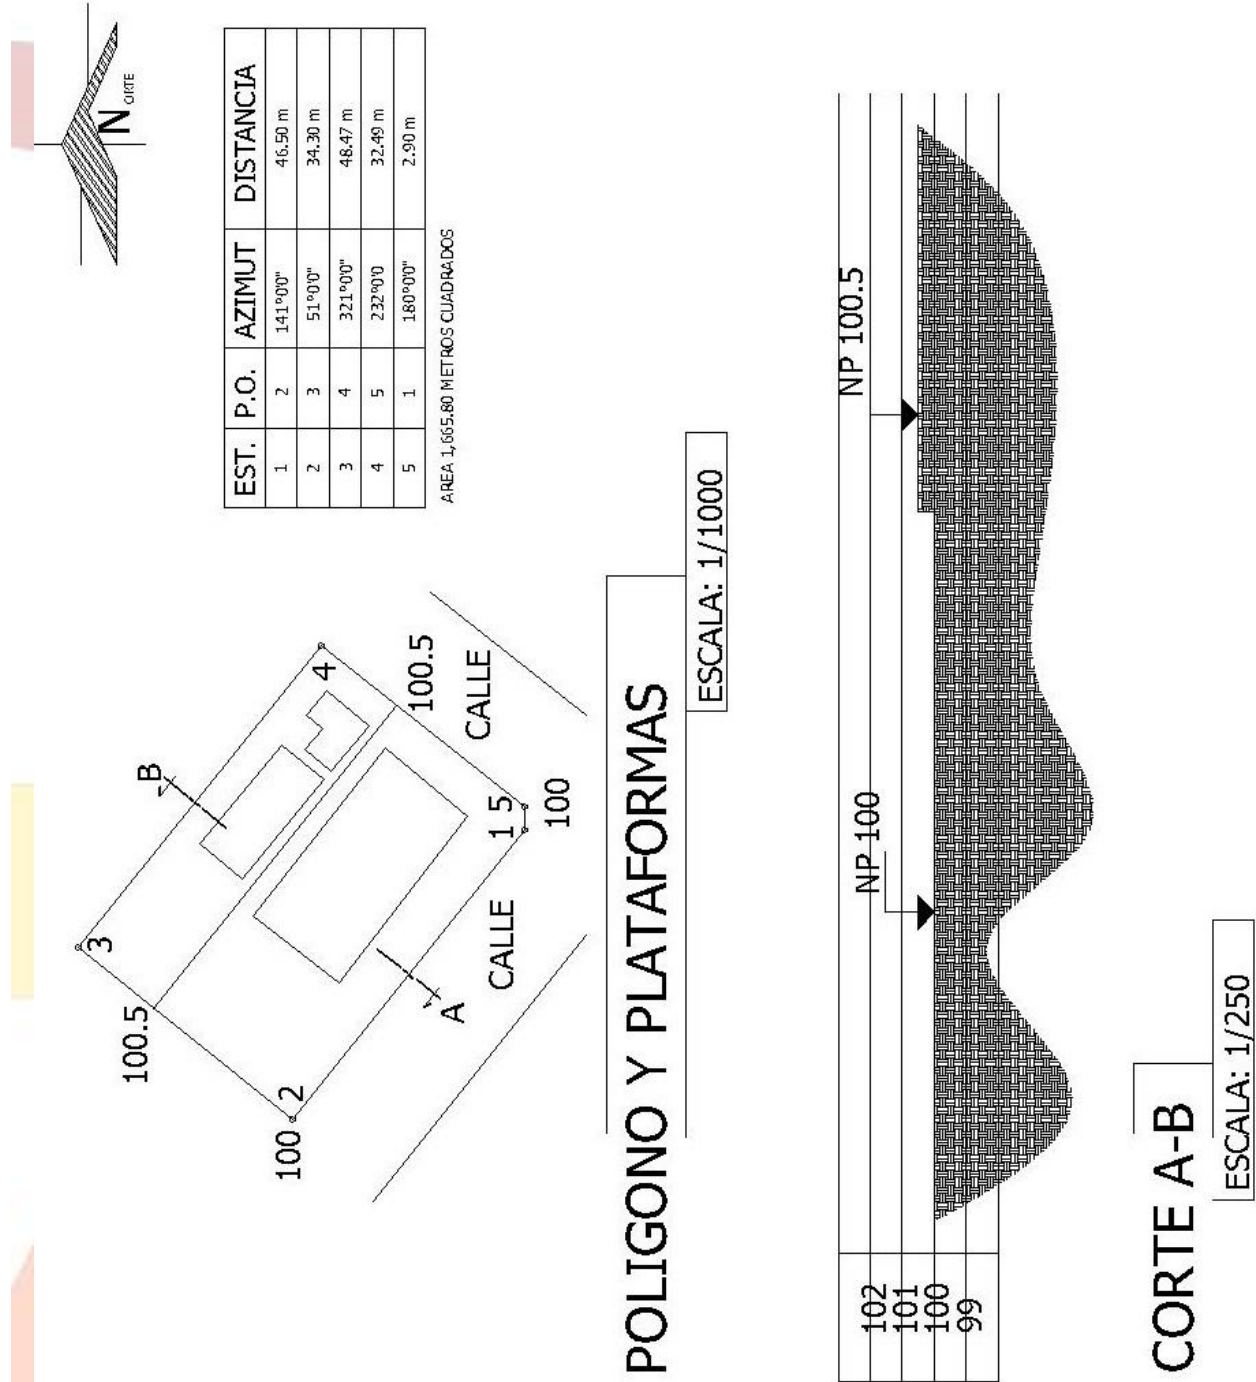 N ORTE
EST. P.O. AZIMUT DISTANCIA
1 2 141°0'0" 46.50 m
2 3 51°0'0" 34.30 m
3 4 321°0'0" 48.47 m
4 5 232°0'0 32.49 m
5 1 180°0'0" 2.90 m
AREA 1,665.80 METROS CUADRADOS
B
3
4
100.5
100.5
CALLE
1 5
100
2
100
A
CALLE
POLIGONO Y PLATAFORMAS
ESCALA: 1/1000
NP 100.5
NP 100
102
101
100
99
CORTE A-B
ESCALA: 1/250